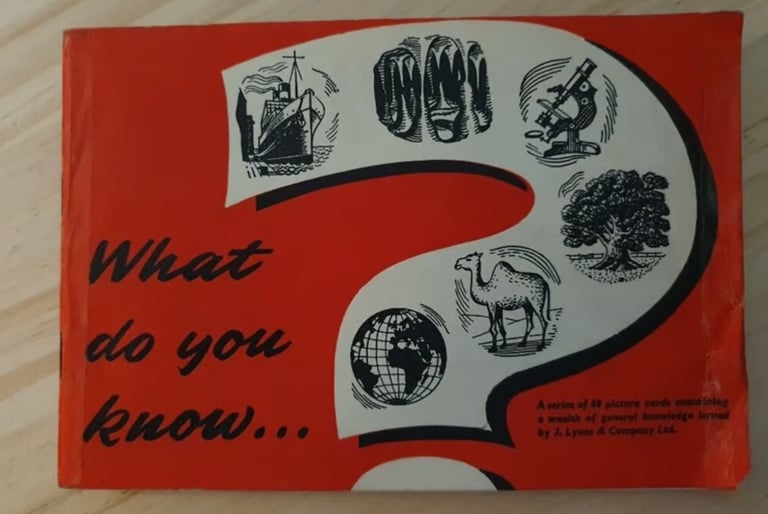 What
do you
know...
A series of 48 picture cards containing
a wealth of general knowledge issued
by J. Lyons & Company Ltd.